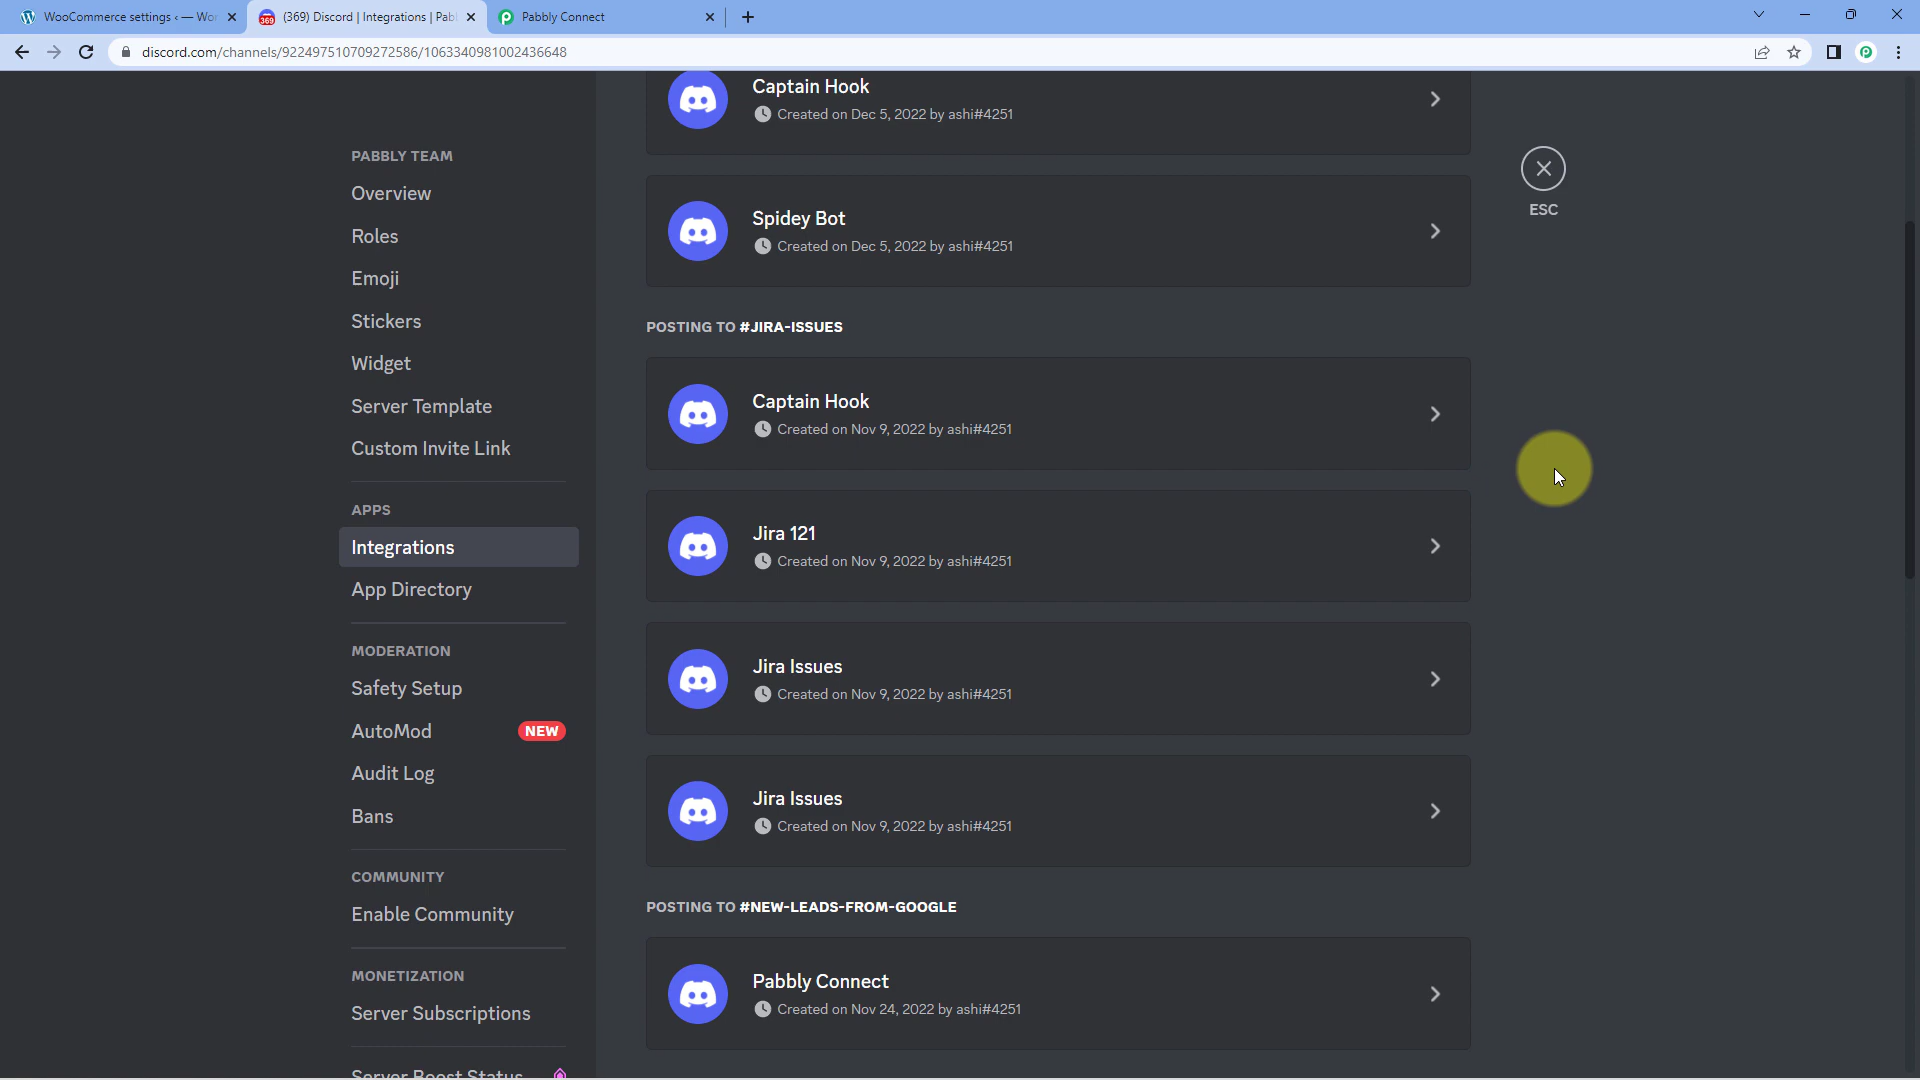 WooCommerce settings ‹ — Wor
(369) Discord | Integrations | Pabl
Pabbly Connect
discord.com/channels/922497510709272586/1063340981002436648
PABBLY TEAM
Overview
Roles
Emoji
Stickers
Widget
Server Template
Custom Invite Link
APPS
Integrations
App Directory
MODERATION
Safety Setup
AutoMod NEW
Audit Log
Bans
COMMUNITY
Enable Community
MONETIZATION
Server Subscriptions
Server Boost Status
Captain Hook
Created on Dec 5, 2022 by ashi#4251
Spidey Bot
Created on Dec 5, 2022 by ashi#4251
POSTING TO #JIRA-ISSUES
Captain Hook
Created on Nov 9, 2022 by ashi#4251
Jira 121
Created on Nov 9, 2022 by ashi#4251
Jira Issues
Created on Nov 9, 2022 by ashi#4251
Jira Issues
Created on Nov 9, 2022 by ashi#4251
POSTING TO #NEW-LEADS-FROM-GOOGLE
Pabbly Connect
Created on Nov 24, 2022 by ashi#4251
ESC